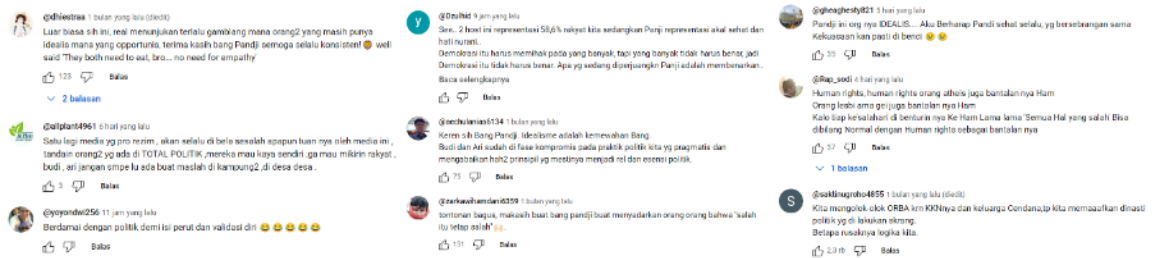 @dhiestraa 1 bulan yang lalu (diedit)
Luar biasa sih ini, real menunjukan terlalu gamblang mana orang2 yang masih punya
idealis mana yang opportunis, terima kasih bang Pandji semoga selalu konsisten! 😍 well
said 'They both need to eat, bro... no need for empathy'
123 Balas
2 balasan
@aliplant4961 6 hari yang lalu
Satu lagi media yg pro rezim , akan selalu di bela sesalah apapun tuan nya oleh media ini ,
tandain orang2 yg ada di TOTAL POLITIK ,mereka mau kaya sendiri ,ga mau mikirin rakyat ,
budi , ari jangan smpe lu ada buat maslah di kampung2 ,di desa desa .
3 Balas
@yoyondwi256 11 jam yang lalu
Berdamai dengan politik demi isi perut dan validasi diri 😂😂😂😂😂
Balas
@Dzulhid 9 jam yang lalu
See.. 2 host ini representasi 58,6% rakyat kita sedangkan Panji representasi akal sehat dan
hati nurani..
Demokrasi itu harus memihak pada yang banyak, tapi yang banyak tidak harus benar, jadi
Demokrasi itu tidak harus benar. Apa yg sedang diperjuangkn Panji adalah membenarkan..
Baca selengkapnya
Balas
@aechulanias6134 1 bulan yang lalu
Keren sih Bang Pandji. Idealisme adalah kemewahan Bang.
Budi dan Ari sudah di fase kompromis pada praktik politik kita yg pragmatis dan
mengabaikan hal2 prinsipil yg mestinya menjadi rel dan esensi politik.
75 Balas
@zarkawihamdani6359 1 bulan yang lalu
tontonan bagus, makasih buat bang pandji buat menyadarkan orang orang bahwa "salah
itu tetap salah"🙌🏻
151 Balas
@gheaghesty821 3 hari yang lalu
Pandji ini org nya IDEALIS.... Aku Berharap Pandi sehat selalu, yg bersebrangan sama
Kekuasaan kan pasti di benci 😢😢
35 Balas
@Rap_sodi 4 hari yang lalu
Human rights, human rights orang atheis juga bantalan nya Ham
Orang lesbi ama gei juga bantalan nya Ham
Kalo tiap kesalahari di benturin nya Ke Ham Lama lama 'Semua Hal yang salah Bisa
Dibilang Normal dengan Human rights sebagai bantalan nya
37 Balas
1 balasan
S
@saktinugroho4855 1 bulan yang lalu (diedit)
Kita mengolok olok ORBA krn KKNnya dan keluarga Cendana,tp kita memaaafkan dinasti
politik yg di lakukan skrang.
Betapa rusaknya logika kita.
2,3 rb Balas